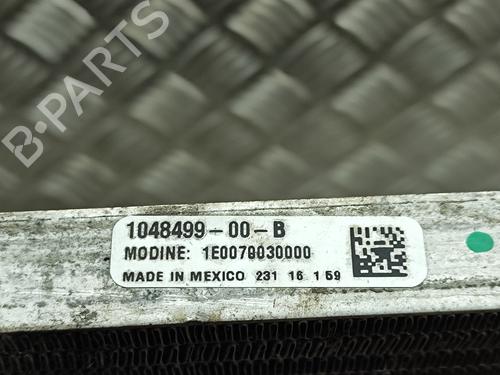 B-PARTS
1048499-00-B
MODINE: 1E0070030000
MADE IN MEXICO 231 16 1 59